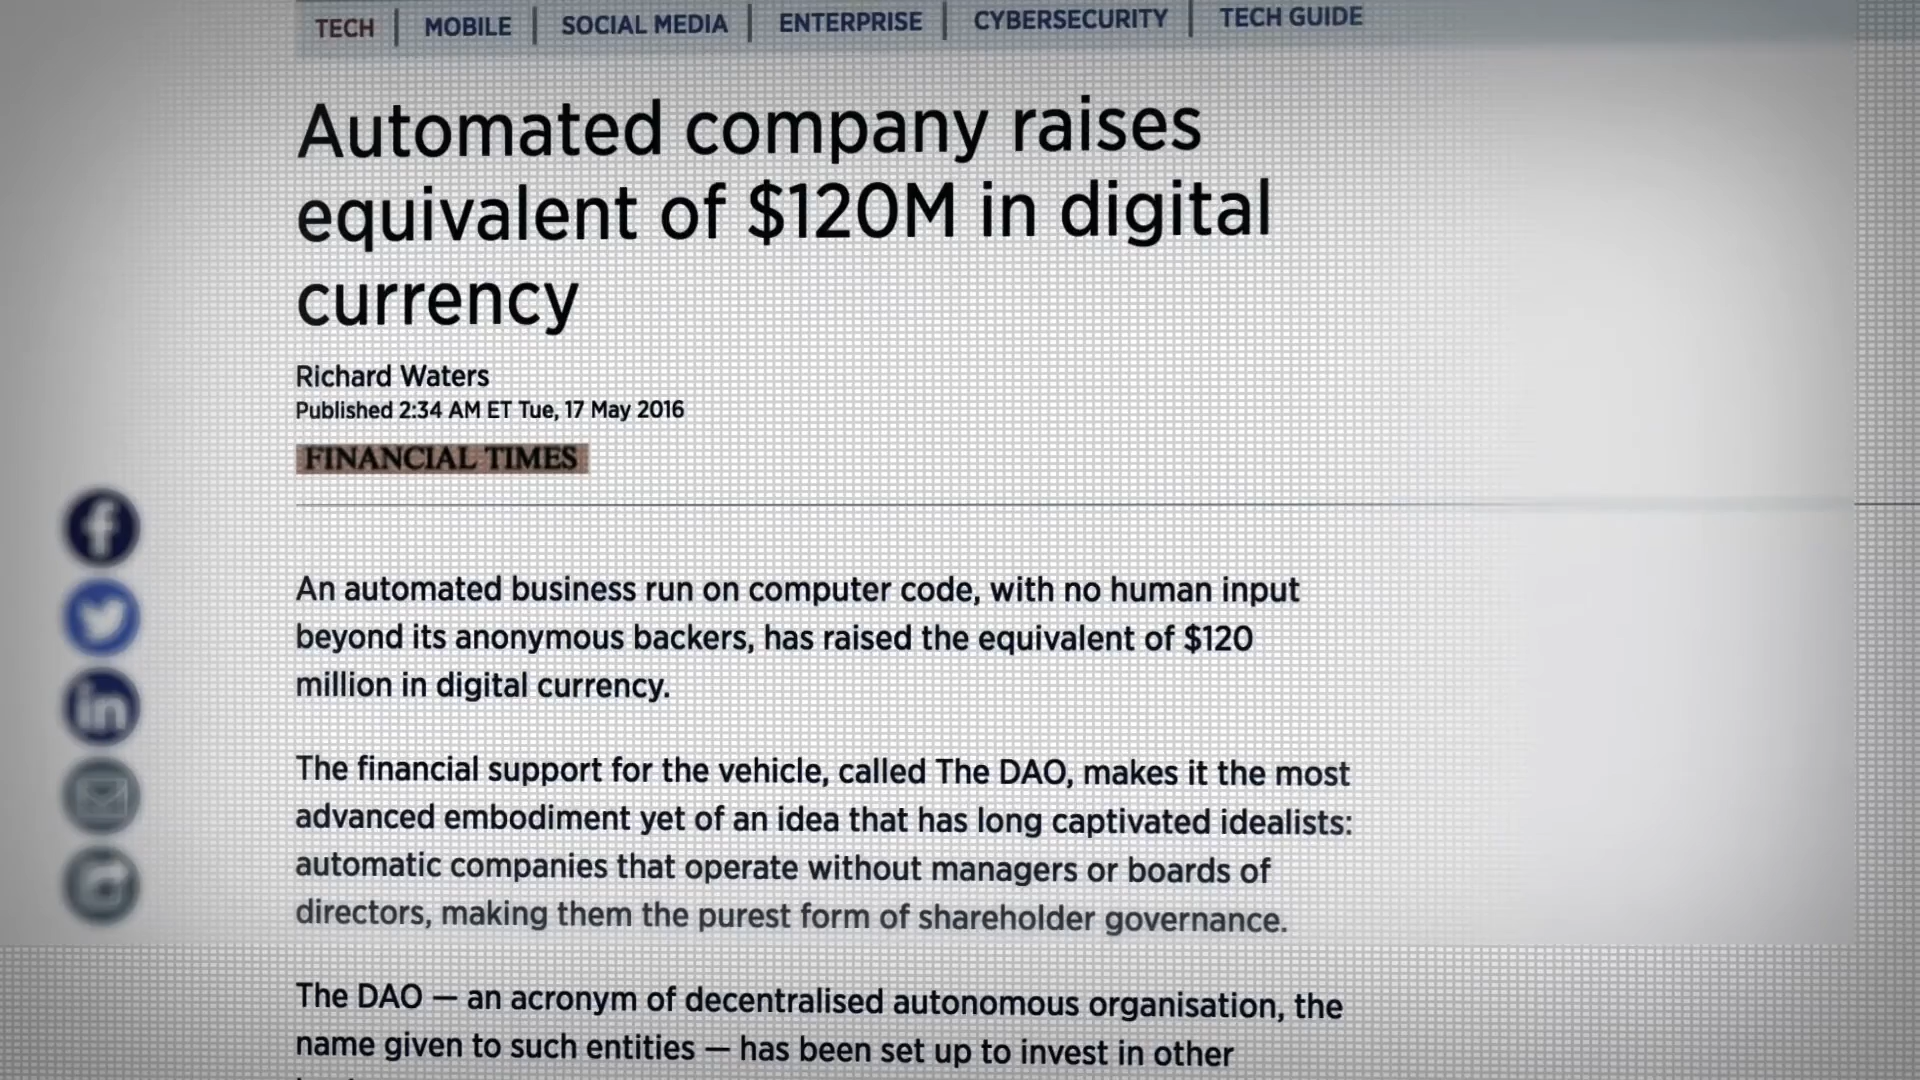 TECH | MOBILE | SOCIAL MEDIA | ENTERPRISE | CYBERSECURITY | TECH GUIDE
Automated company raises
equivalent of $120M in digital
currency
Richard Waters
Published 2:34 AM ET Tue, 17 May 2016
FINANCIAL TIMES
An automated business run on computer code, with no human input
beyond its anonymous backers, has raised the equivalent of $120
million in digital currency.
The financial support for the vehicle, called The DAO, makes it the most
advanced embodiment yet of an idea that has long captivated idealists:
automatic companies that operate without managers or boards of
directors, making them the purest form of shareholder governance.
The DAO — an acronym of decentralised autonomous organisation, the
name given to such entities — has been set up to invest in other